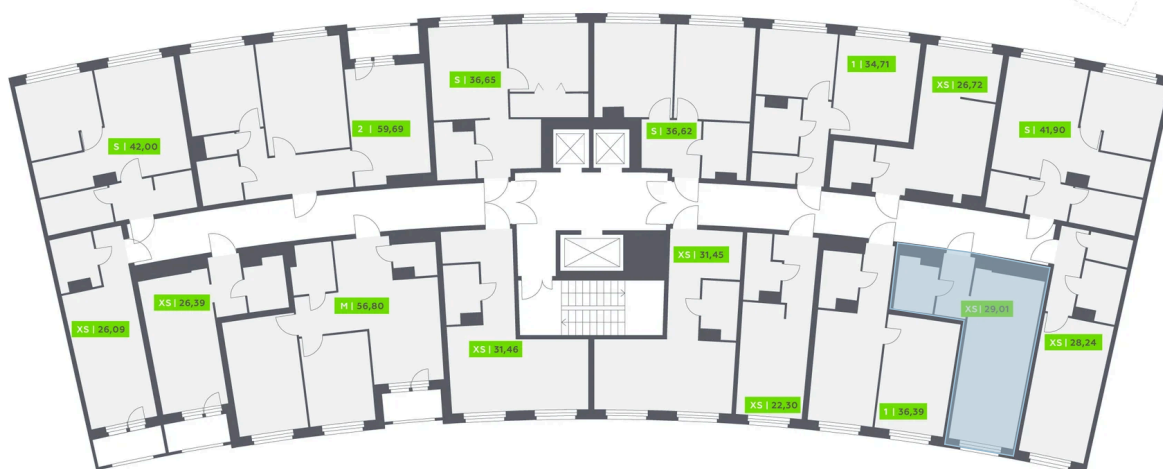 S | 42,00
2 | 59,69
S | 36,65
S | 36,62
1 | 34,71
XS | 26,72
S | 41,90
XS | 26,09
XS | 26,39
M | 56,80
XS | 31,46
XS | 31,45
XS | 22,30
1 | 36,39
XS | 29,01
XS | 28,24